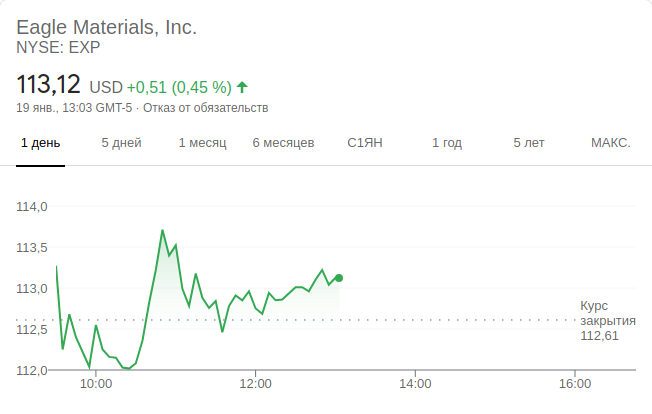 Eagle Materials, Inc.
NYSE: EXP
113,12 USD +0,51 (0,45 %)
19 янв., 13:03 GMT-5 · Отказ от обязательств
1 день 5 дней 1 месяц 6 месяцев С1ЯН 1 год 5 лет МАКС.
114,0
113,5
113,0
Курс
закрытия
112,61
112,5
112,0
10:00 12:00 14:00 16:00